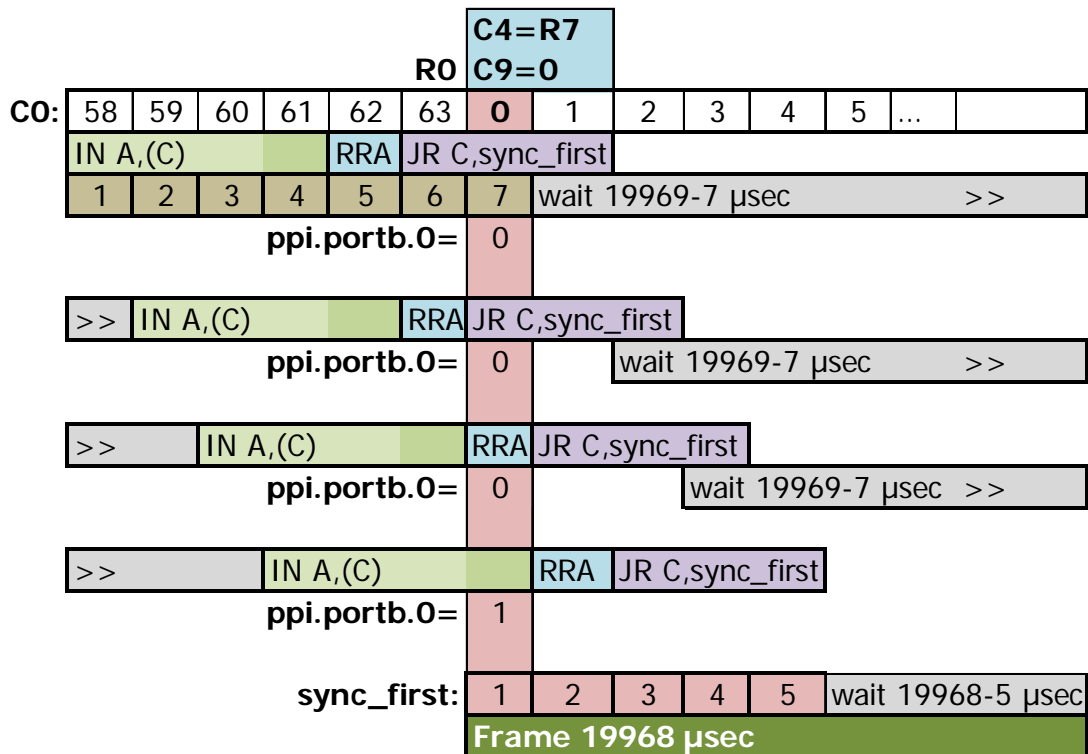 C4=R7
R0 C9=0
C0: 58 59 60 61 62 63 0 1 2 3 4 5 ...
IN A,(C) RRA JR C,sync_first
1 2 3 4 5 6 7 wait 19969-7 µsec >>
ppi.portb.0= 0
>> IN A,(C) RRA JR C,sync_first
ppi.portb.0= 0 wait 19969-7 µsec >>
>> IN A,(C) RRA JR C,sync_first
ppi.portb.0= 0 wait 19969-7 µsec >>
>> IN A,(C) RRA JR C,sync_first
ppi.portb.0= 1
sync_first: 1 2 3 4 5 wait 19968-5 µsec
Frame 19968 µsec